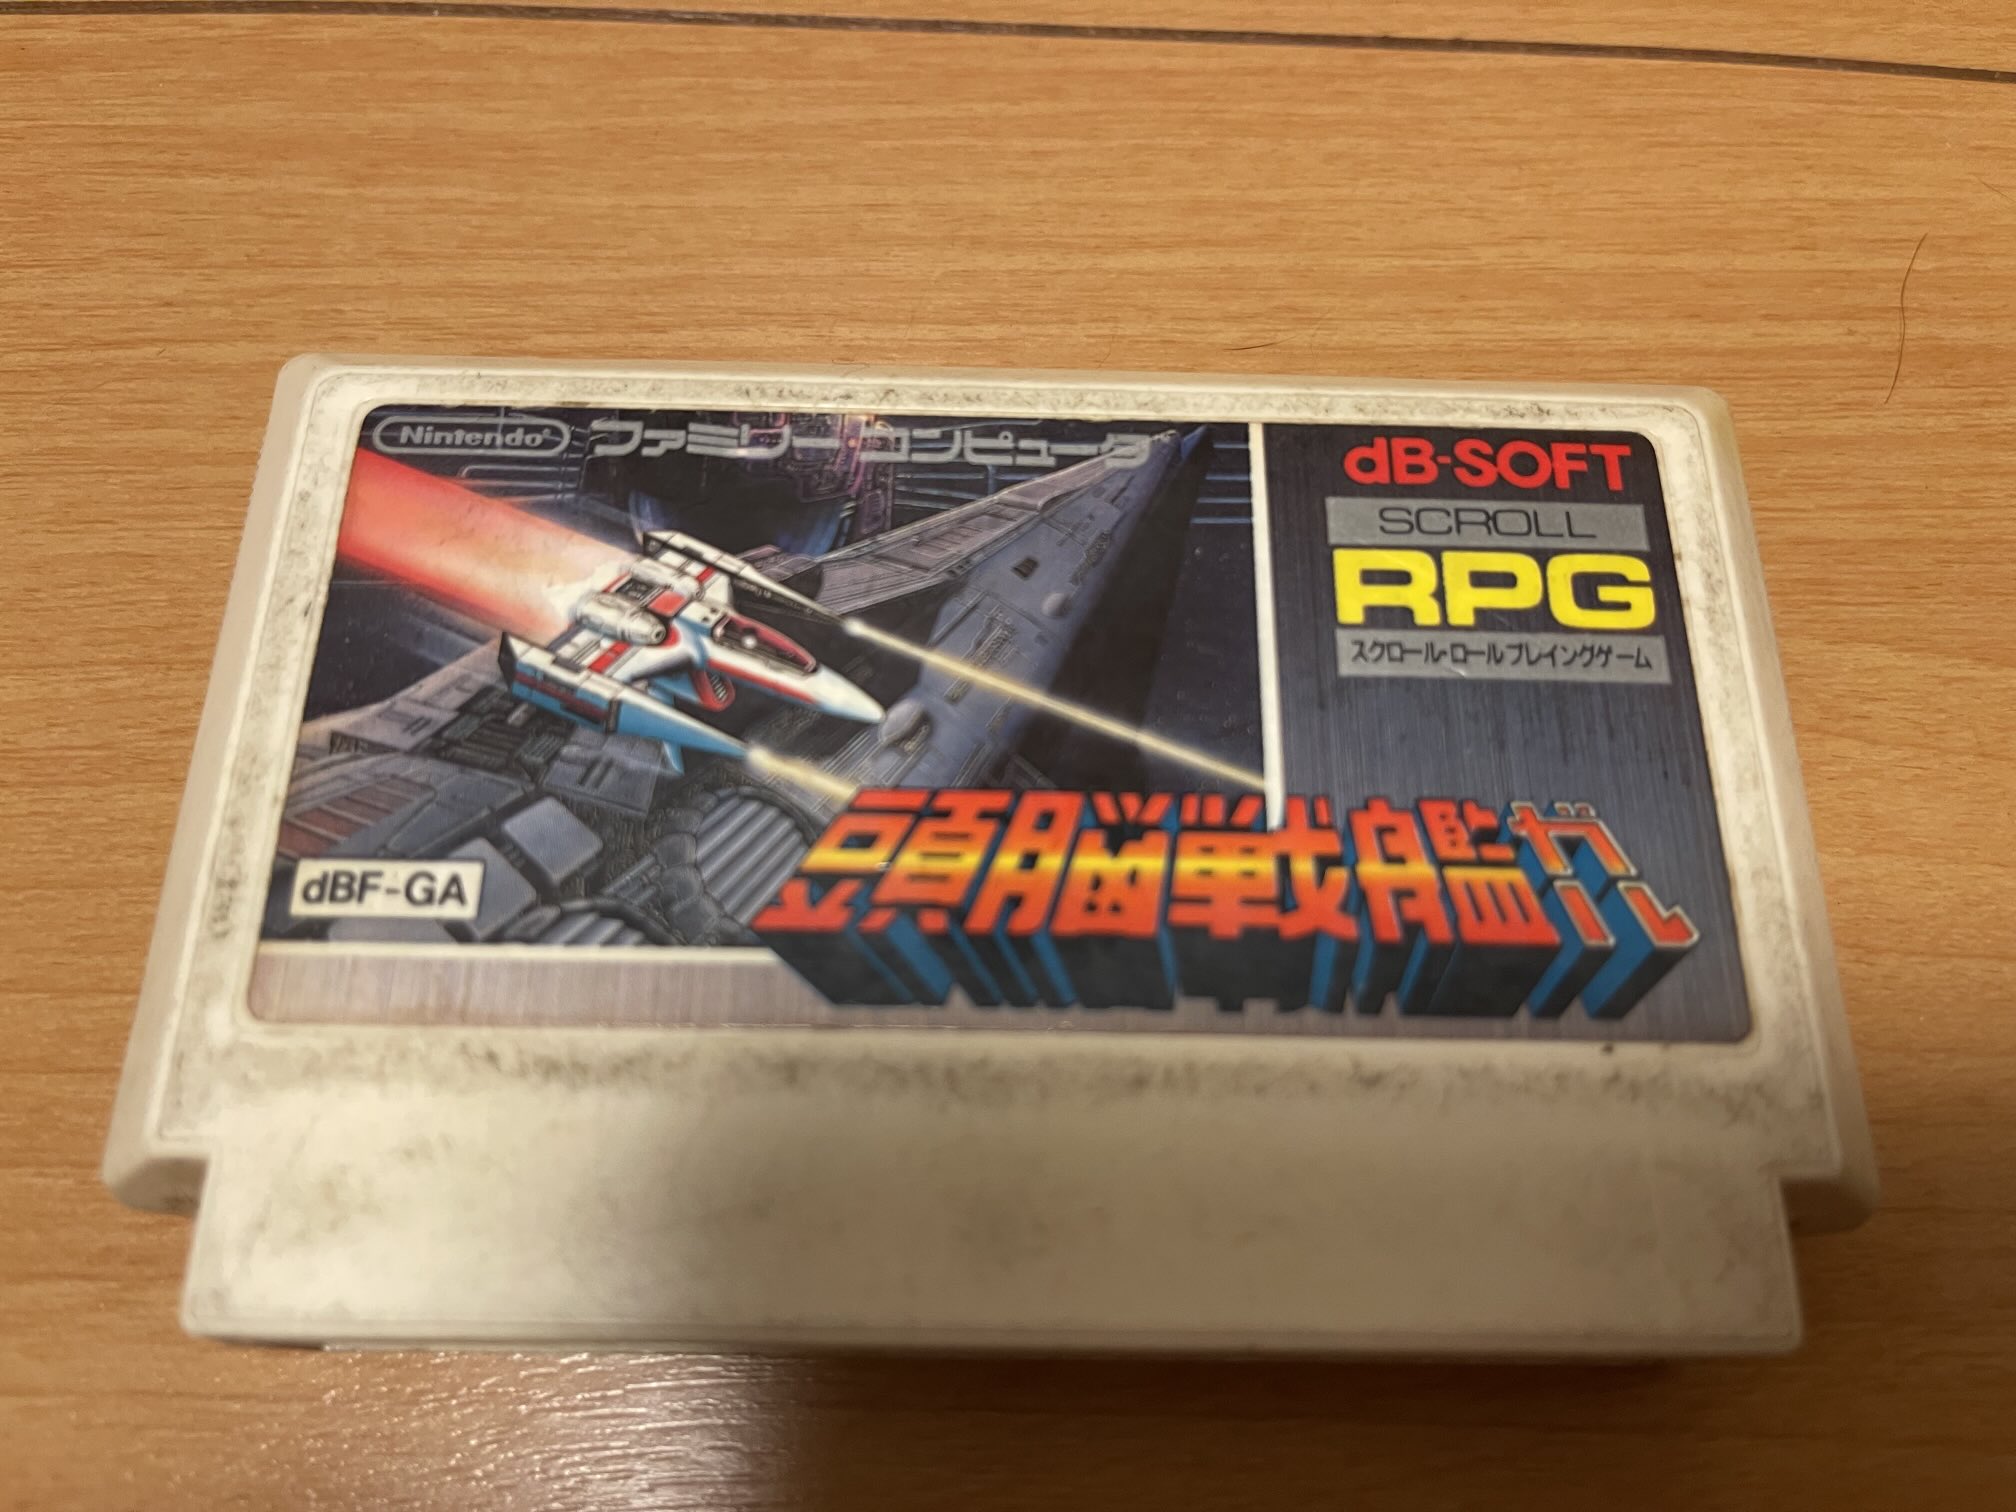 Nintendo® ファミリーコンピュータ™
dB-SOFT
SCROLL
RPG
スクロール・ロールプレイングゲーム
頭脳戦艦ガル
dBF-GA